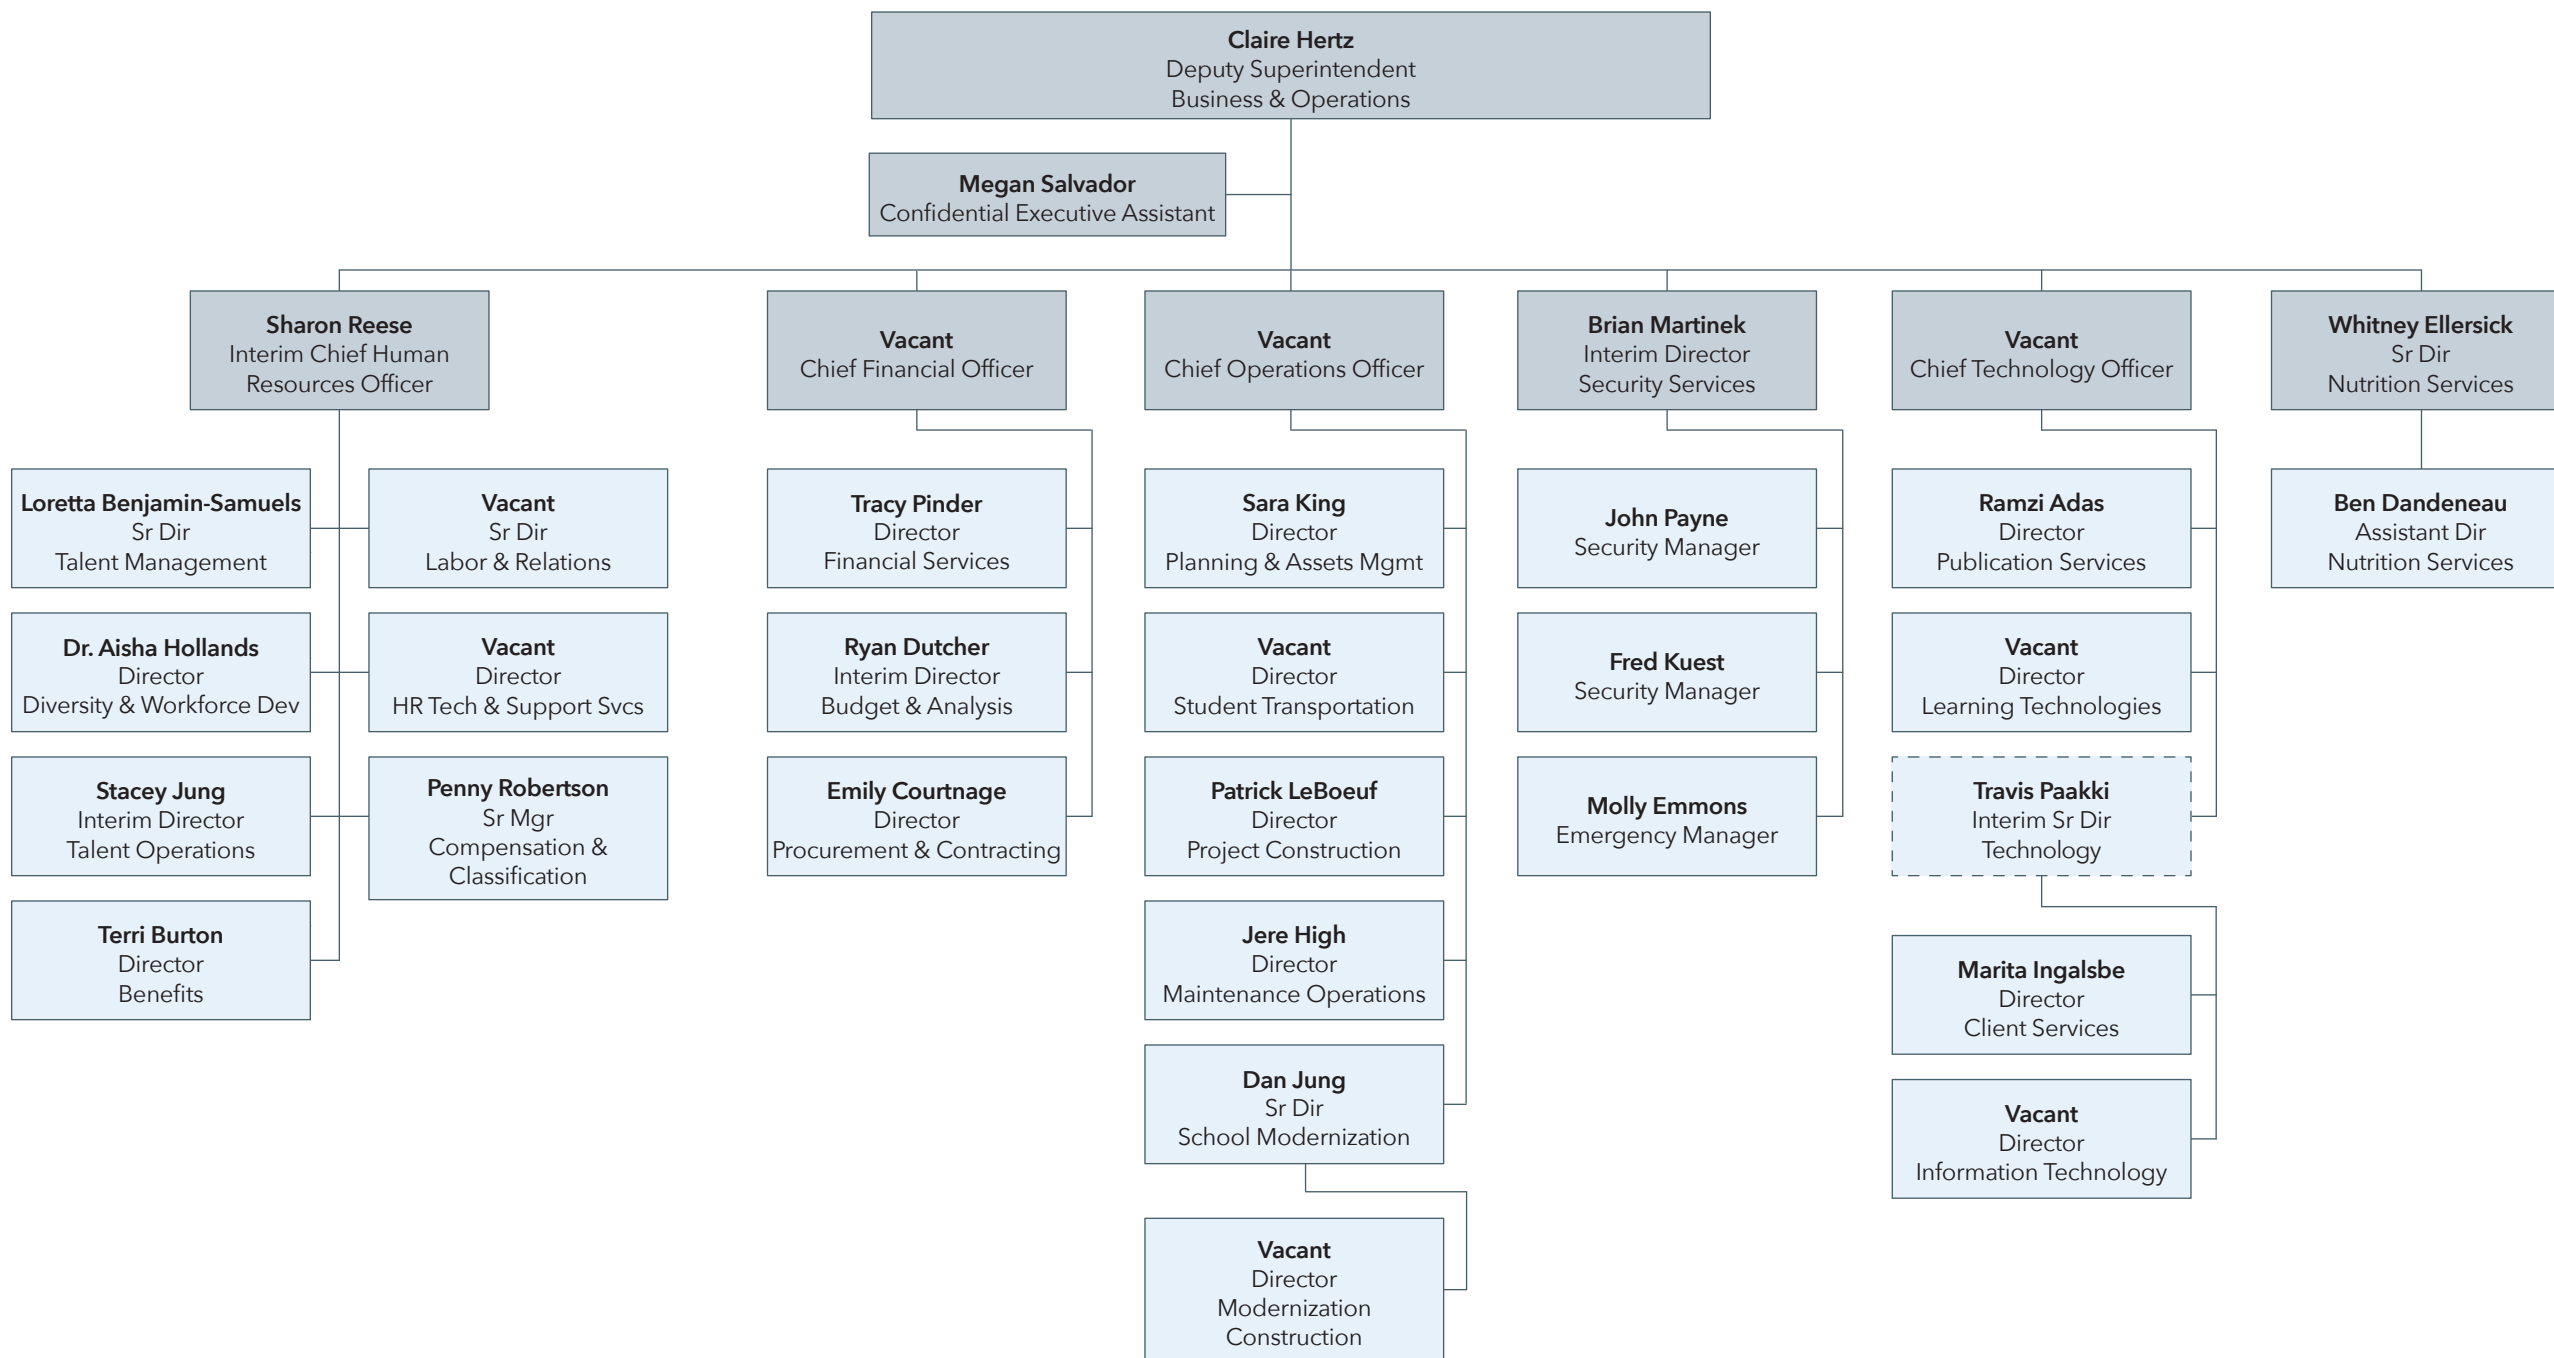 Claire Hertz
Deputy Superintendent
Business & Operations
Megan Salvador
Confidential Executive Assistant
Sharon Reese
Interim Chief Human
Resources Officer
Vacant
Chief Financial Officer
Vacant
Chief Operations Officer
Brian Martinek
Interim Director
Security Services
Vacant
Chief Technology Officer
Whitney Ellersick
Sr Dir
Nutrition Services
Loretta Benjamin-Samuels
Sr Dir
Talent Management
Vacant
Sr Dir
Labor & Relations
Tracy Pinder
Director
Financial Services
Sara King
Director
Planning & Assets Mgmt
John Payne
Security Manager
Ramzi Adas
Director
Publication Services
Ben Dandeneau
Assistant Dir
Nutrition Services
Dr. Aisha Hollands
Director
Diversity & Workforce Dev
Vacant
Director
HR Tech & Support Svcs
Ryan Dutcher
Interim Director
Budget & Analysis
Vacant
Director
Student Transportation
Fred Kuest
Security Manager
Vacant
Director
Learning Technologies
Stacey Jung
Interim Director
Talent Operations
Penny Robertson
Sr Mgr
Compensation &
Classification
Emily Courtnage
Director
Procurement & Contracting
Patrick LeBoeuf
Director
Project Construction
Molly Emmons
Emergency Manager
Travis Paakki
Interim Sr Dir
Technology
Terri Burton
Director
Benefits
Jere High
Director
Maintenance Operations
Marita Ingalsbe
Director
Client Services
Dan Jung
Sr Dir
School Modernization
Vacant
Director
Information Technology
Vacant
Director
Modernization
Construction